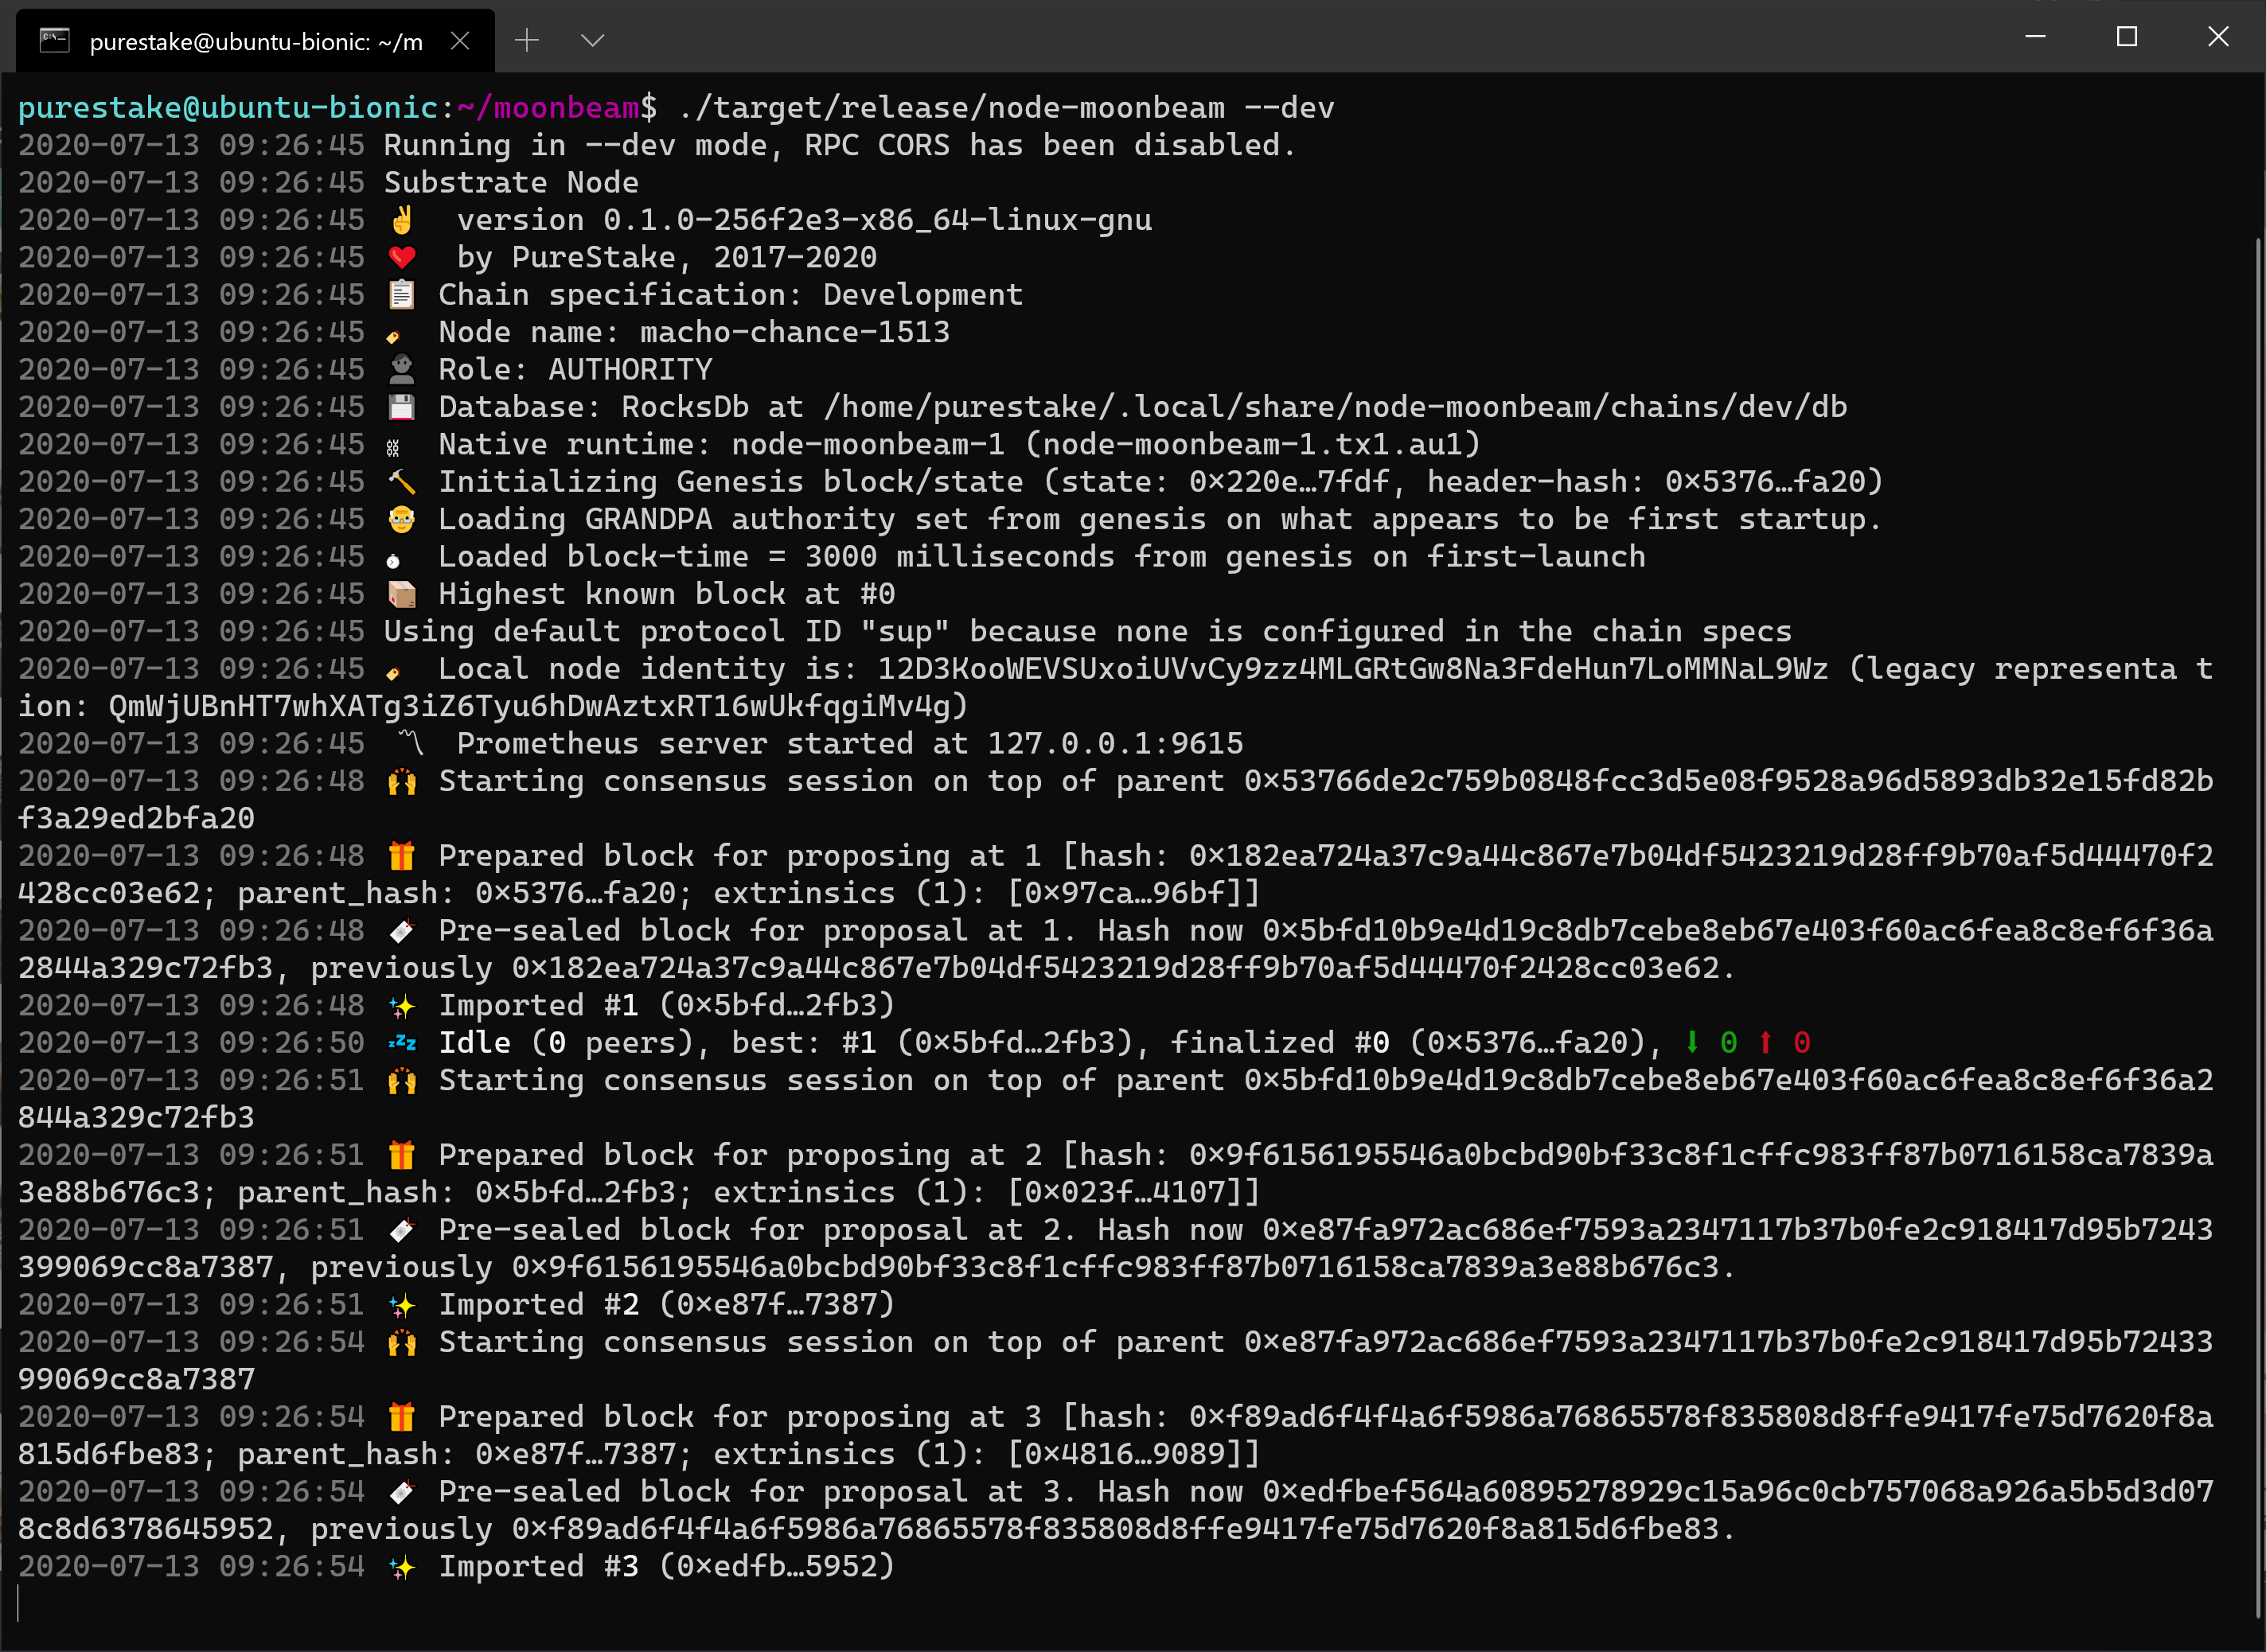 purestake@ubuntu-bionic: ~/m
purestake@ubuntu-bionic:~/moonbeam$ ./target/release/node-moonbeam --dev
2020-07-13 09:26:45 Running in --dev mode, RPC CORS has been disabled.
2020-07-13 09:26:45 Substrate Node
2020-07-13 09:26:45 ✌️  version 0.1.0-256f2e3-x86_64-linux-gnu
2020-07-13 09:26:45 ❤️  by PureStake, 2017-2020
2020-07-13 09:26:45 📋 Chain specification: Development
2020-07-13 09:26:45 🏷 Node name: macho-chance-1513
2020-07-13 09:26:45 👤 Role: AUTHORITY
2020-07-13 09:26:45 💾 Database: RocksDb at /home/purestake/.local/share/node-moonbeam/chains/dev/db
2020-07-13 09:26:45 ⛓ Native runtime: node-moonbeam-1 (node-moonbeam-1.tx1.au1)
2020-07-13 09:26:45 🔨 Initializing Genesis block/state (state: 0x220e…7fdf, header-hash: 0x5376…fa20)
2020-07-13 09:26:45 👴 Loading GRANDPA authority set from genesis on what appears to be first startup.
2020-07-13 09:26:45 ⏱ Loaded block-time = 3000 milliseconds from genesis on first-launch
2020-07-13 09:26:45 📦 Highest known block at #0
2020-07-13 09:26:45 Using default protocol ID "sup" because none is configured in the chain specs
2020-07-13 09:26:45 🏷 Local node identity is: 12D3KooWEVSUxoiUVvCy9zz4MLGRtGw8Na3FdeHun7LoMMNaL9Wz (legacy representa t
ion: QmWjUBnHT7whXATg3iZ6Tyu6hDwAztxRT16wUkfqgiMv4g)
2020-07-13 09:26:45 〽️ Prometheus server started at 127.0.0.1:9615
2020-07-13 09:26:48 🙌 Starting consensus session on top of parent 0x53766de2c759b0848fcc3d5e08f9528a96d5893db32e15fd82b
f3a29ed2bfa20
2020-07-13 09:26:48 🎁 Prepared block for proposing at 1 [hash: 0x182ea724a37c9a44c867e7b04df5423219d28ff9b70af5d44470f2
428cc03e62; parent_hash: 0x5376…fa20; extrinsics (1): [0x97ca…96bf]]
2020-07-13 09:26:48 🔖 Pre-sealed block for proposal at 1. Hash now 0x5bfd10b9e4d19c8db7cebe8eb67e403f60ac6fea8c8ef6f36a
2844a329c72fb3, previously 0x182ea724a37c9a44c867e7b04df5423219d28ff9b70af5d44470f2428cc03e62.
2020-07-13 09:26:48 ✨ Imported #1 (0x5bfd…2fb3)
2020-07-13 09:26:50 💤 Idle (0 peers), best: #1 (0x5bfd…2fb3), finalized #0 (0x5376…fa20), ⬇ 0 ⬆ 0
2020-07-13 09:26:51 🙌 Starting consensus session on top of parent 0x5bfd10b9e4d19c8db7cebe8eb67e403f60ac6fea8c8ef6f36a2
844a329c72fb3
2020-07-13 09:26:51 🎁 Prepared block for proposing at 2 [hash: 0x9f6156195546a0bcbd90bf33c8f1cffc983ff87b0716158ca7839a
3e88b676c3; parent_hash: 0x5bfd…2fb3; extrinsics (1): [0x023f…4107]]
2020-07-13 09:26:51 🔖 Pre-sealed block for proposal at 2. Hash now 0xe87fa972ac686ef7593a2347117b37b0fe2c918417d95b7243
399069cc8a7387, previously 0x9f6156195546a0bcbd90bf33c8f1cffc983ff87b0716158ca7839a3e88b676c3.
2020-07-13 09:26:51 ✨ Imported #2 (0xe87f…7387)
2020-07-13 09:26:54 🙌 Starting consensus session on top of parent 0xe87fa972ac686ef7593a2347117b37b0fe2c918417d95b72433
99069cc8a7387
2020-07-13 09:26:54 🎁 Prepared block for proposing at 3 [hash: 0xf89ad6f4f4a6f5986a76865578f835808d8ffe9417fe75d7620f8a
815d6fbe83; parent_hash: 0xe87f…7387; extrinsics (1): [0x4816…9089]]
2020-07-13 09:26:54 🔖 Pre-sealed block for proposal at 3. Hash now 0xedfbef564a60895278929c15a96c0cb757068a926a5b5d3d07
8c8d6378645952, previously 0xf89ad6f4f4a6f5986a76865578f835808d8ffe9417fe75d7620f8a815d6fbe83.
2020-07-13 09:26:54 ✨ Imported #3 (0xedfb…5952)